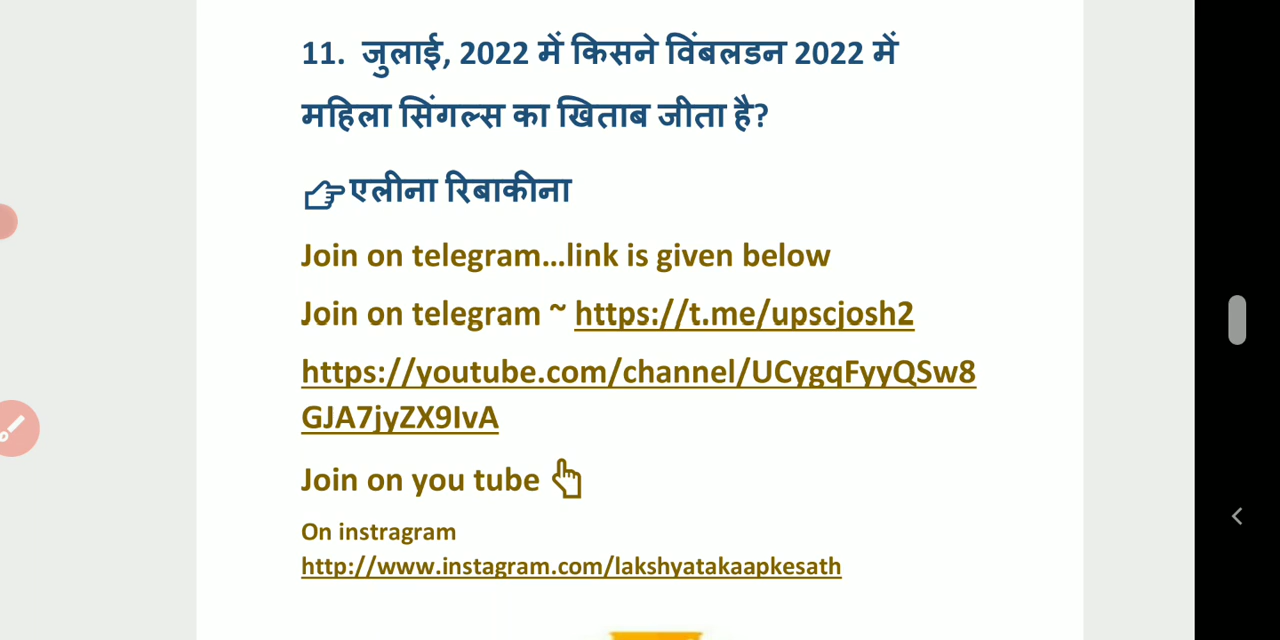 11. जुलाई, 2022 में किसने विंबलडन 2022 में
महिला सिंगल्स का खिताब जीता है?
👉एलीना रिबाकीना
Join on telegram...link is given below
Join on telegram ~ https://t.me/upscjosh2
https://youtube.com/channel/UCygqFyyQSw8
GJA7jyZX9IvA
Join on you tube 👆
On instragram
http://www.instagram.com/lakshyatakaapkesath